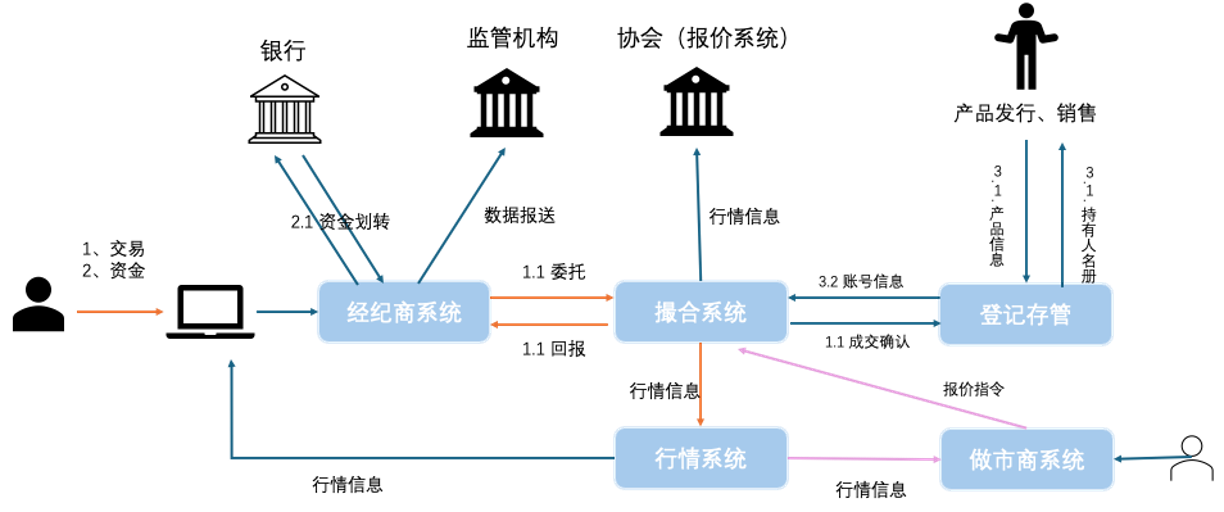 银行
监管机构
协会（报价系统）
产品发行、销售
2.1 资金划转
数据报送
行情信息
3.1.产品信息
3.1.持有人名册
1、交易
2、资金
1.1 委托
3.2 账号信息
经纪商系统
撮合系统
登记存管
1.1 回报
1.1 成交确认
行情信息
报价指令
行情系统
做市商系统
行情信息
行情信息